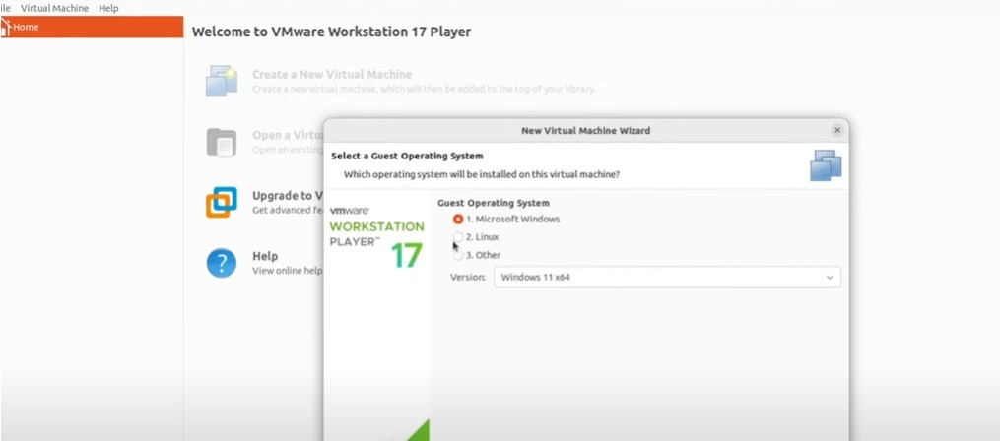 ile Virtual Machine Help
Home
Welcome to VMware Workstation 17 Player
Create a New Virtual Machine
Create a new virtual machine, which will then be added to the top of your library.
Open a Virtu
Open an existing
Upgrade to V
Get advanced fe
Help
View online help
New Virtual Machine Wizard
Select a Guest Operating System
Which operating system will be installed on this virtual machine?
vmware
WORKSTATION
PLAYER™
17
Guest Operating System
1. Microsoft Windows
2. Linux
3. Other
Version: Windows 11 x64